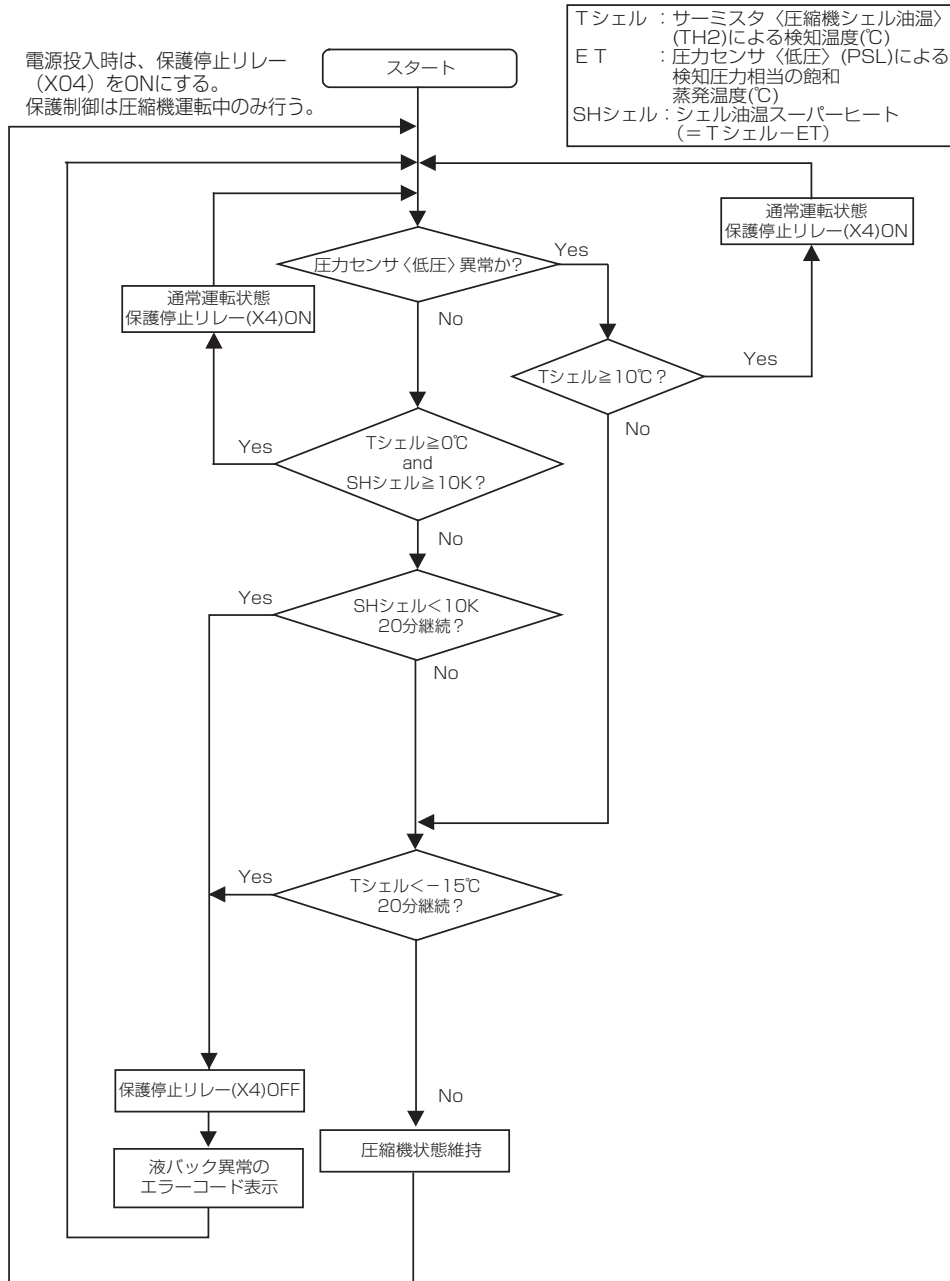 電源投入時は、保護停止リレー
（X04）をONにする。
保護制御は圧縮機運転中のみ行う。
Tシェル ：サーミスタ〈圧縮機シェル油温〉
(TH2)による検知温度(℃)
E T ：圧力センサ〈低圧〉(PSL)による
検知圧力相当の飽和
蒸発温度(℃)
SHシェル：シェル油温スーパーヒート
（＝Tシェル－ET）
スタート
通常運転状態
保護停止リレー(X4)ON
圧力センサ〈低圧〉異常か?
Yes
No
通常運転状態
保護停止リレー(X4)ON
Tシェル≧10℃？
Yes
No
Tシェル≧0℃
and
SHシェル≧10K？
Yes
No
SHシェル＜10K
20分継続？
Yes
No
Tシェル＜－15℃
20分継続？
Yes
No
保護停止リレー(X4)OFF
液バック異常の
エラーコード表示
圧縮機状態維持